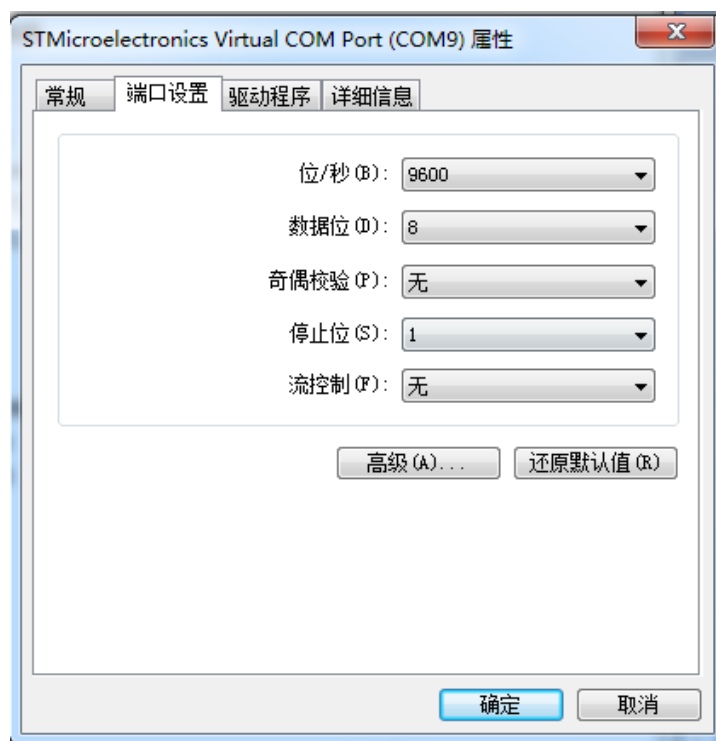 STMicroelectronics Virtual COM Port (COM9) 属性
常规 端口设置 驱动程序 详细信息
位/秒(B): 9600
数据位(D): 8
奇偶校验(P): 无
停止位(S): 1
流控制(F): 无
高级(A)... 还原默认值(R)
确定 取消